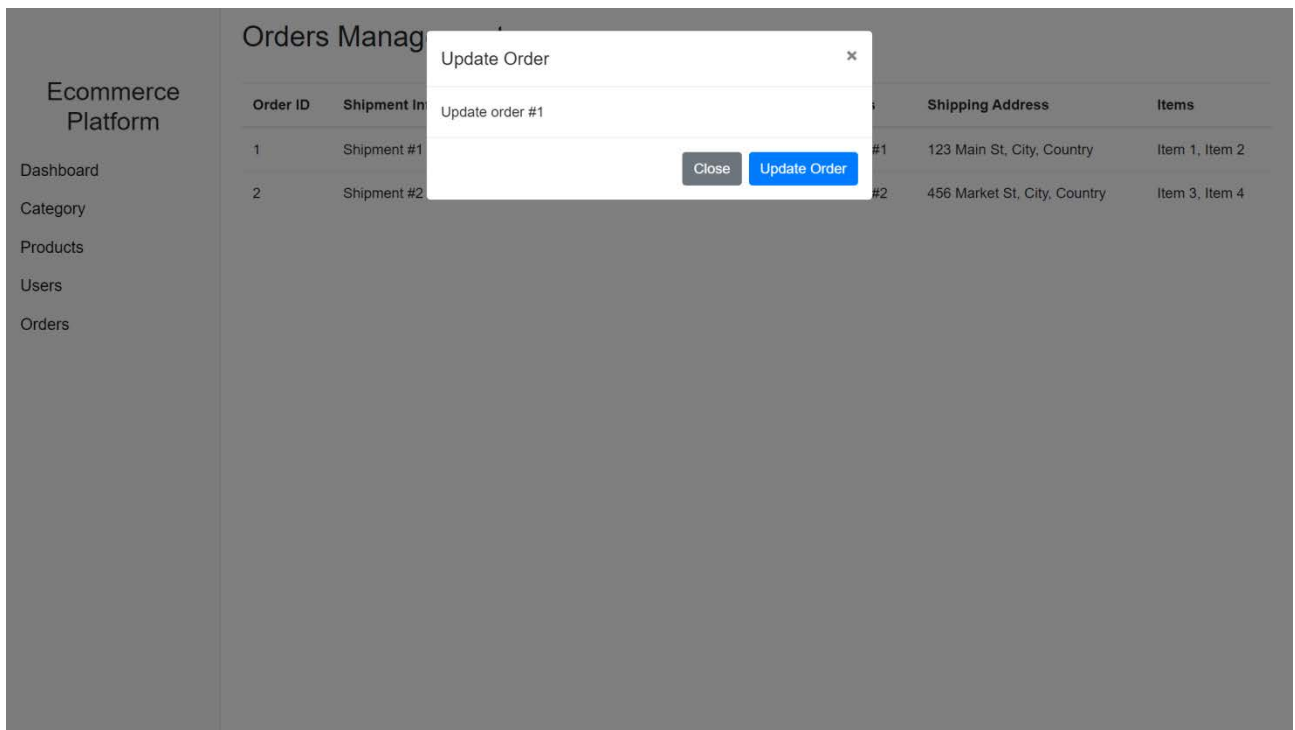 Orders Manag
Update Order ×
Update order #1
Close Update Order
Ecommerce
Platform
Dashboard
Category
Products
Users
Orders
Order ID Shipment In Shipping Address Items
1 Shipment #1 #1 123 Main St, City, Country Item 1, Item 2
2 Shipment #2 #2 456 Market St, City, Country Item 3, Item 4